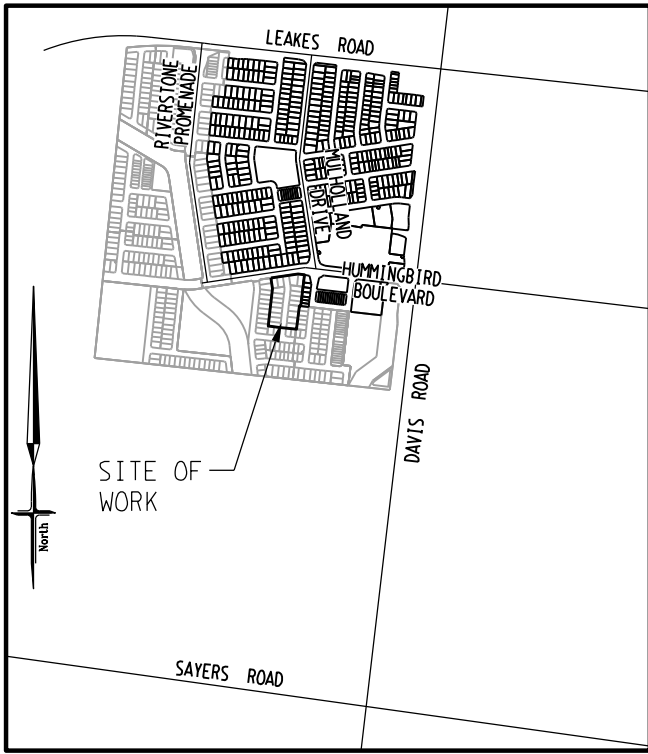 LEAKES ROAD
RIVERSTONE
PROMENADE
MULHOLLAND
DRIVE
HUMMINGBIRD
BOULEVARD
DAVIS ROAD
SITE OF
WORK
North
SAYERS ROAD